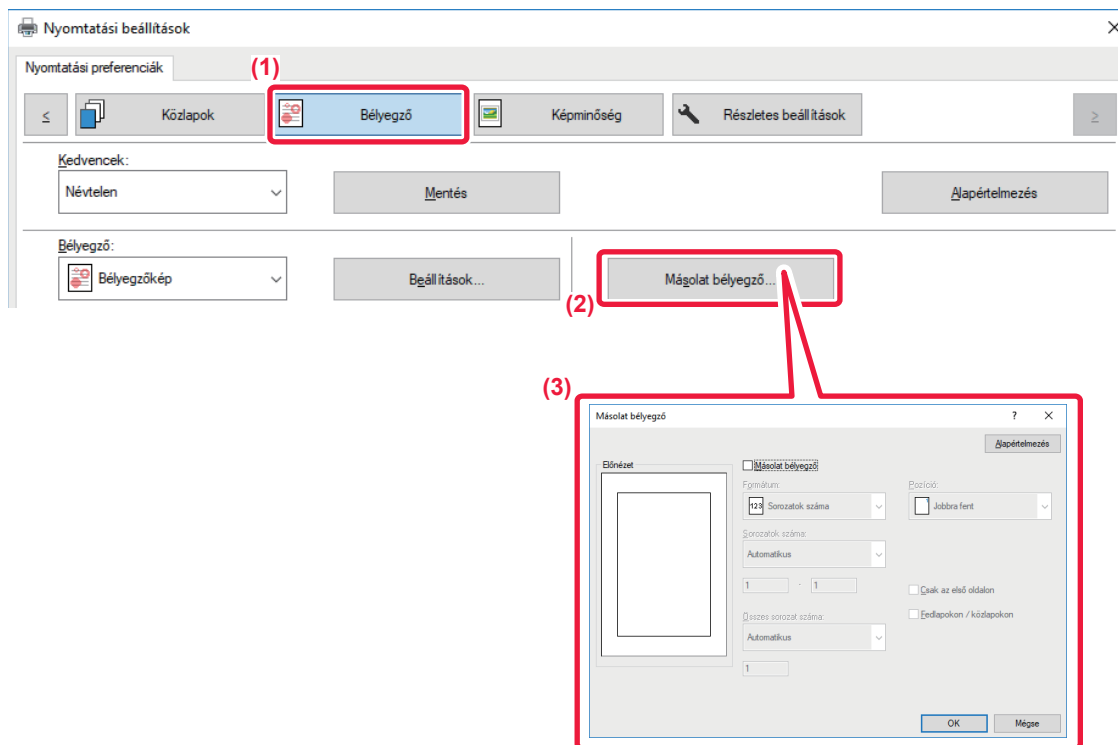 Nyomtatási beállítások
Nyomtatási preferenciák
(1)
< Közlapok Bélyegző Képminőség Részletes beállítások >
Kedvencek:
Névtelen Mentés Alapértelmezés
Bélyegző:
Bélyegzőkép Beállítások... Másolat bélyegző...
(2)
(3)
Másolat bélyegző ? ×
Alapértelmezés
Előnézet Másolat bélyegző
Formátum: Pozíció:
123 Sorozatok száma Jobbra fent
Sorozatok száma:
Automatikus
1 - 1 Csak az első oldalon
Összes sorozat száma: Fedlapokon / közlapokon
Automatikus
1
OK Mégse